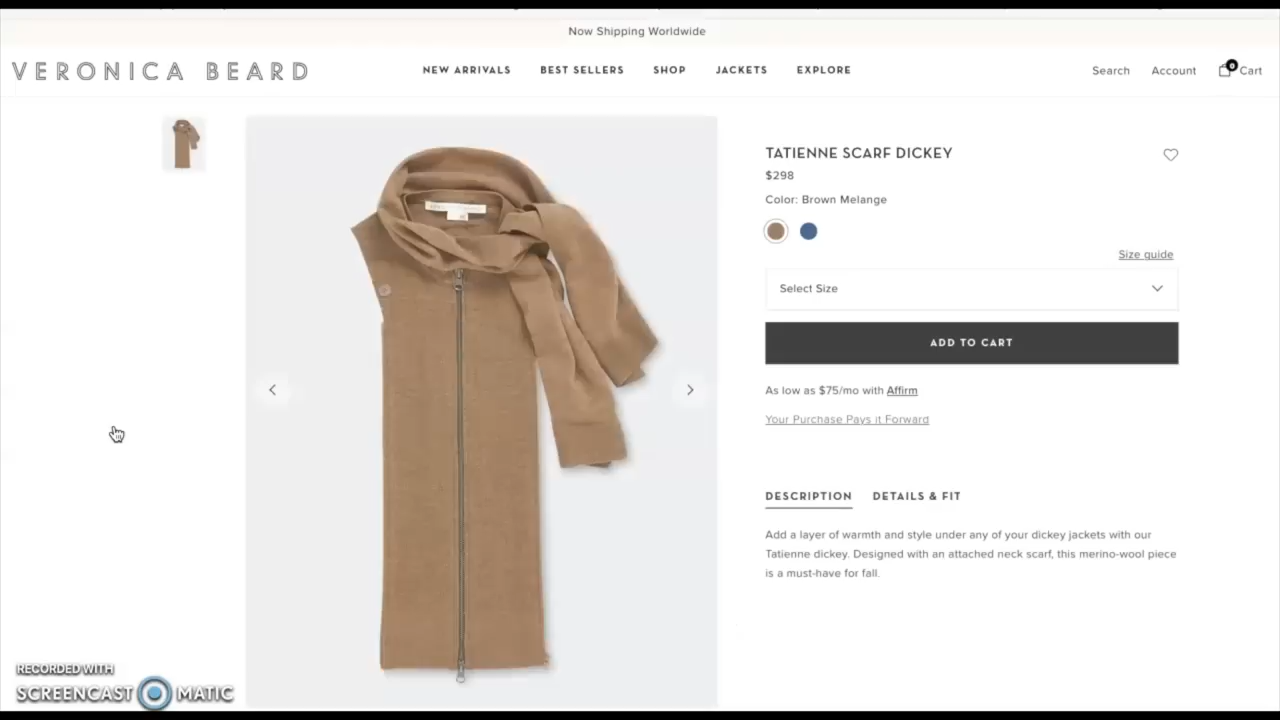 Now Shipping Worldwide
VERONICA BEARD
NEW ARRIVALS BEST SELLERS SHOP JACKETS EXPLORE
Search Account 0 Cart
TATIENNE SCARF DICKEY
$298
Color: Brown Melange
Size guide
Select Size
ADD TO CART
As low as $75/mo with Affirm
Your Purchase Pays it Forward
DESCRIPTION DETAILS & FIT
Add a layer of warmth and style under any of your dickey jackets with our
Tatienne dickey. Designed with an attached neck scarf, this merino-wool piece
is a must-have for fall.
RECORDED WITH
SCREENCAST MATIC